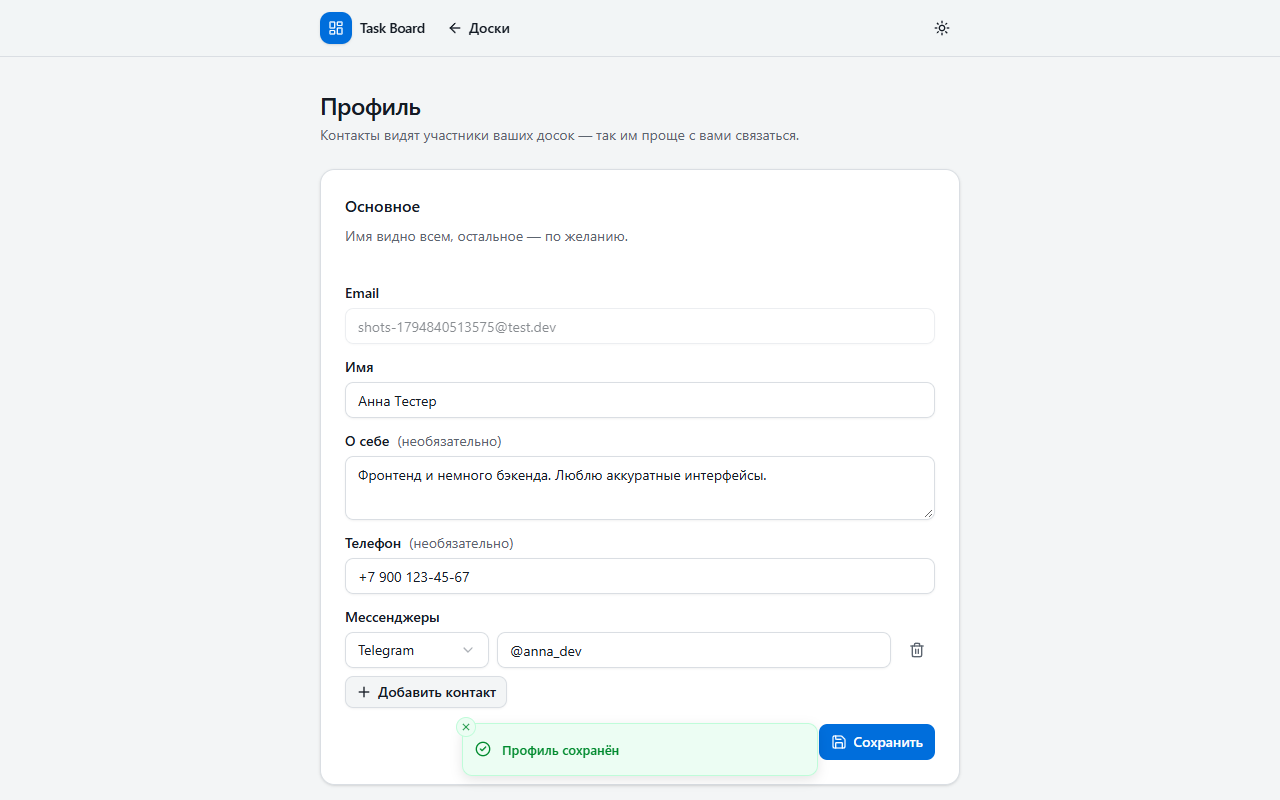 Task Board
Доски
Профиль
Контакты видят участники ваших досок — так им проще с вами связаться.
Основное
Имя видно всем, остальное — по желанию.
Email
shots-1794840513575@test.dev
Имя
Анна Тестер
О себе (необязательно)
Фронтенд и немного бэкенда. Люблю аккуратные интерфейсы.
Телефон (необязательно)
+7 900 123-45-67
Мессенджеры
Telegram @anna_dev
Добавить контакт
Профиль сохранён
Сохранить